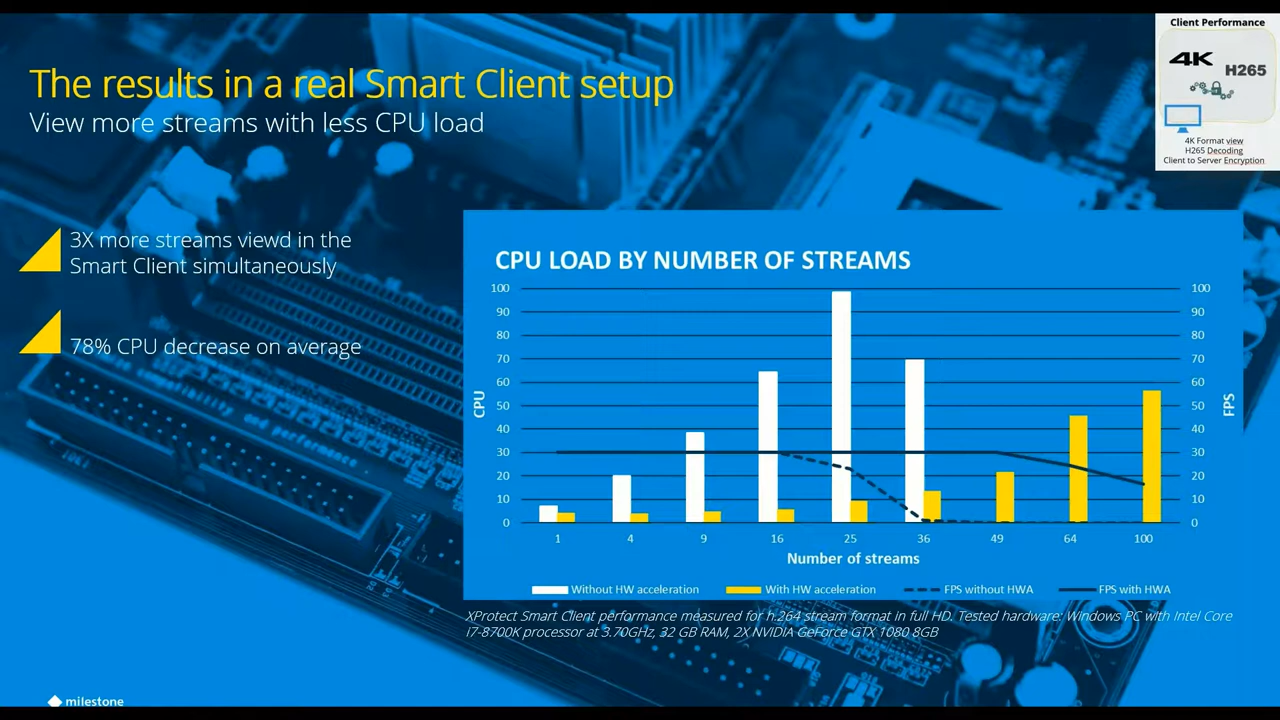 Client Performance
4K
H265
4K Format view
H265 Decoding
Client to Server Encryption
The results in a real Smart Client setup
View more streams with less CPU load
3X more streams viewd in the
Smart Client simultaneously
78% CPU decrease on average
CPU LOAD BY NUMBER OF STREAMS
100 100
90 90
80 80
70 70
60 60
50 50
40 40
30 30
20 20
10 10
0 0
CPU
FPS
1 4 9 16 25 36 49 64 100
Number of streams
Without HW acceleration With HW acceleration FPS without HWA FPS with HWA
XProtect Smart Client performance measured for h.264 stream format in full HD. Tested hardware: Windows PC with Intel Core
i7-8700K processor at 3.70GHz, 32 GB RAM, 2X NVIDIA GeForce GTX 1080 8GB
and performance.
milestone